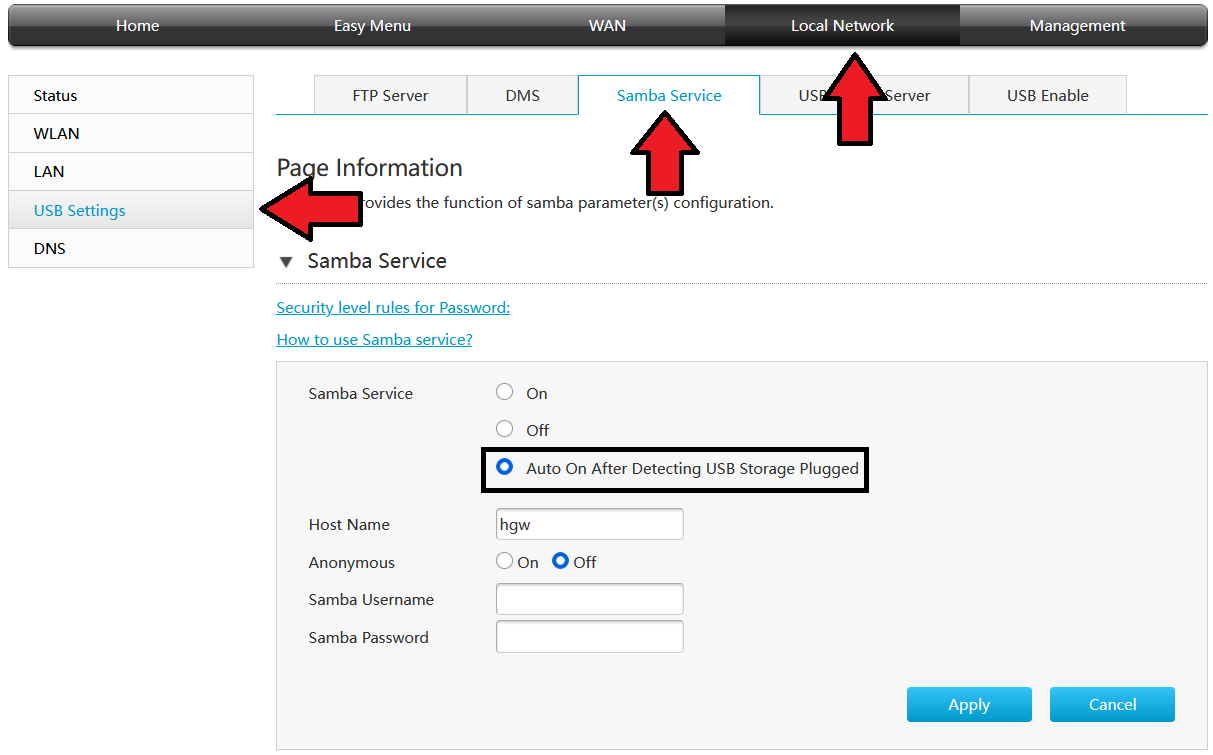 Home Easy Menu WAN Local Network Management
Status
WLAN
LAN
USB Settings
DNS
FTP Server DMS Samba Service USB Server USB Enable
Page Information
rovides the function of samba parameter(s) configuration.
Samba Service
Security level rules for Password:
How to use Samba service?
Samba Service On
Off
Auto On After Detecting USB Storage Plugged
Host Name hgw
Anonymous On Off
Samba Username
Samba Password
Apply Cancel